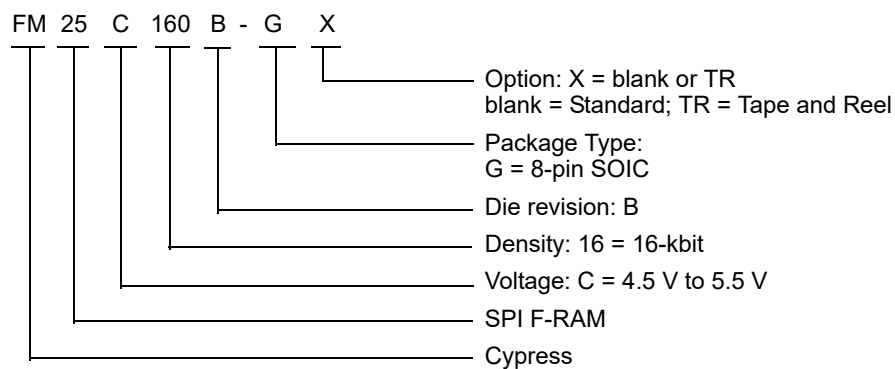 FM 25 C 160 B - G X
Option: X = blank or TR
blank = Standard; TR = Tape and Reel
Package Type:
G = 8-pin SOIC
Die revision: B
Density: 16 = 16-kbit
Voltage: C = 4.5 V to 5.5 V
SPI F-RAM
Cypress